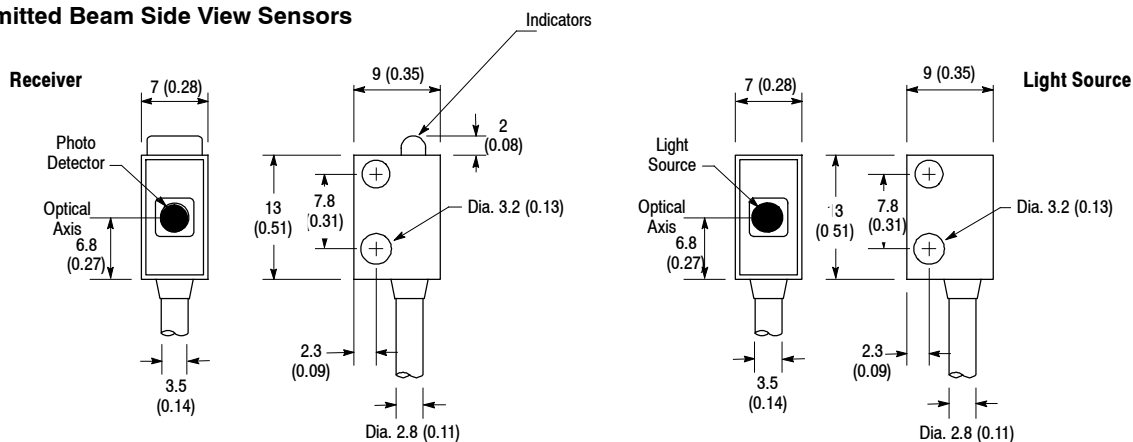 mitted Beam Side View Sensors
Indicators
Receiver
7 (0.28)
9 (0.35)
2
(0.08)
Photo
Detector
Optical
Axis
6.8
(0.27)
13
(0.51)
7.8
(0.31)
Dia. 3.2 (0.13)
2.3
(0.09)
3.5
(0.14)
Dia. 2.8 (0.11)
Light Source
7 (0.28)
9 (0.35)
Light
Source
Optical
Axis
6.8
(0.27)
13
(0 51)
7.8
(0.31)
Dia. 3.2 (0.13)
2.3
(0.09)
3.5
(0.14)
Dia. 2.8 (0.11)